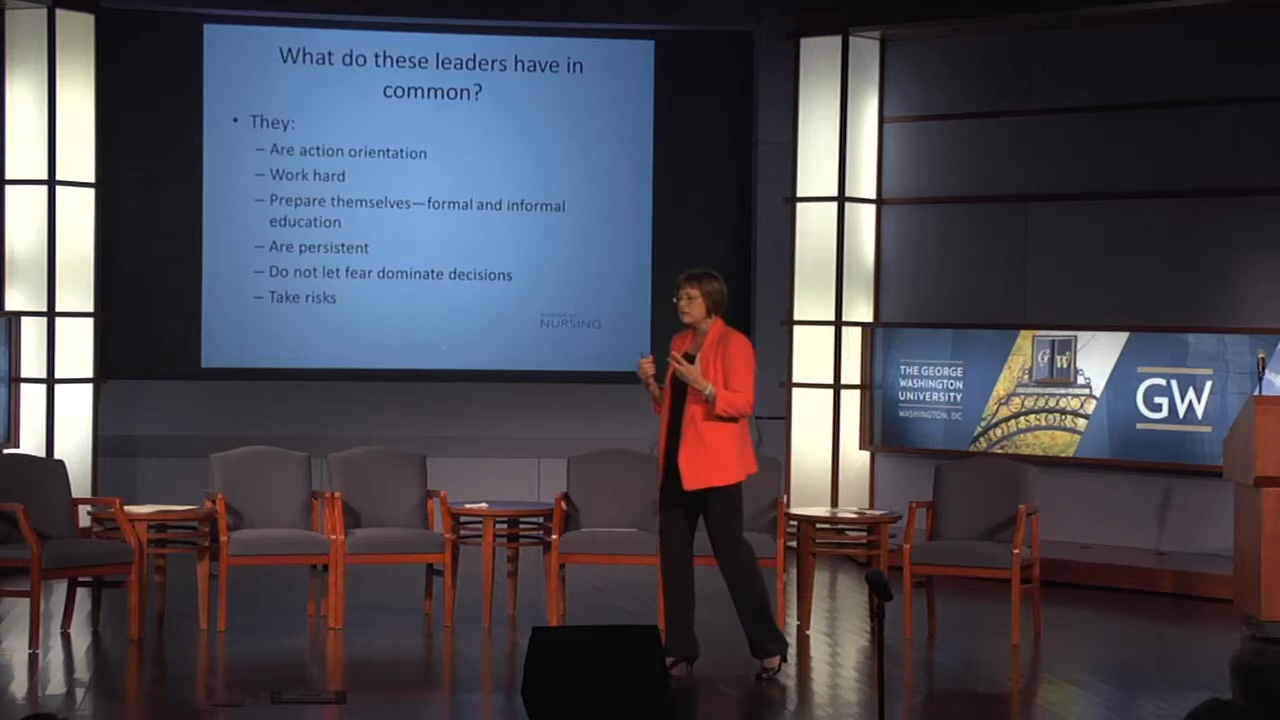 What do these leaders have in
common?
• They:
– Are action orientation
– Work hard
– Prepare themselves—formal and informal
education
– Are persistent
– Do not let fear dominate decisions
– Take risks
SCHOOL OF
NURSING
THE GEORGE
WASHINGTON
UNIVERSITY
WASHINGTON, DC
G W
PROFESSORS
GW